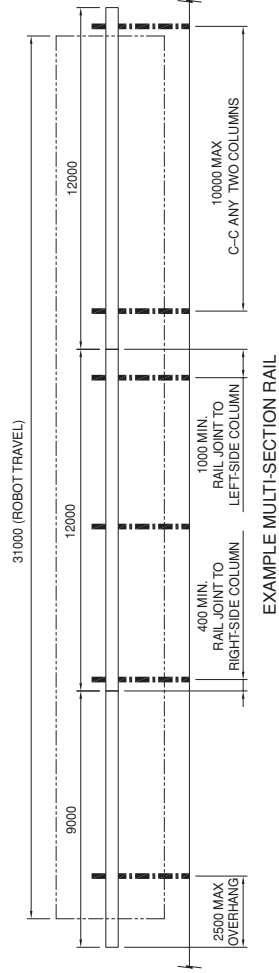 31000 (ROBOT TRAVEL)
9000
12000
12000
2500 MAX
OVERHANG
400 MIN.
RAIL JOINT TO
RIGHT-SIDE COLUMN
1000 MIN.
RAIL JOINT TO
LEFT-SIDE COLUMN
10000 MAX
C–C ANY TWO COLUMNS
EXAMPLE MULTI-SECTION RAIL